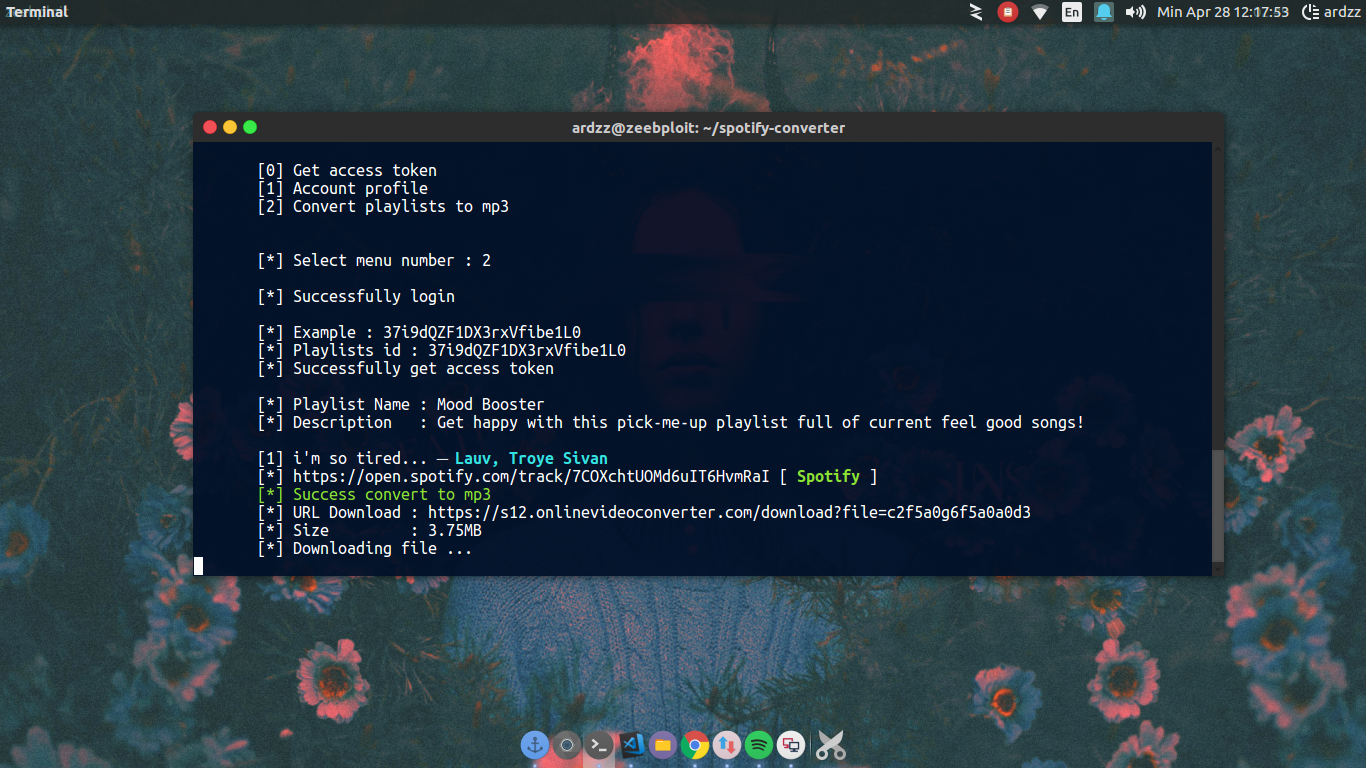 Terminal
En
Min Apr 28 12:17:53
ardzz
ardzz@zeebploit: ~/spotify-converter
[0] Get access token
[1] Account profile
[2] Convert playlists to mp3
[*] Select menu number : 2
[*] Successfully login
[*] Example : 37i9dQZF1DX3rxVfibe1L0
[*] Playlists id : 37i9dQZF1DX3rxVfibe1L0
[*] Successfully get access token
[*] Playlist Name : Mood Booster
[*] Description   : Get happy with this pick-me-up playlist full of current feel good songs!
[1] i'm so tired... — Lauv, Troye Sivan
[*] https://open.spotify.com/track/7COXchtUOMd6uIT6HvmRaI [ Spotify ]
[*] Success convert to mp3
[*] URL Download : https://s12.onlinevideoconverter.com/download?file=c2f5a0g6f5a0a0d3
[*] Size         : 3.75MB
[*] Downloading file ...